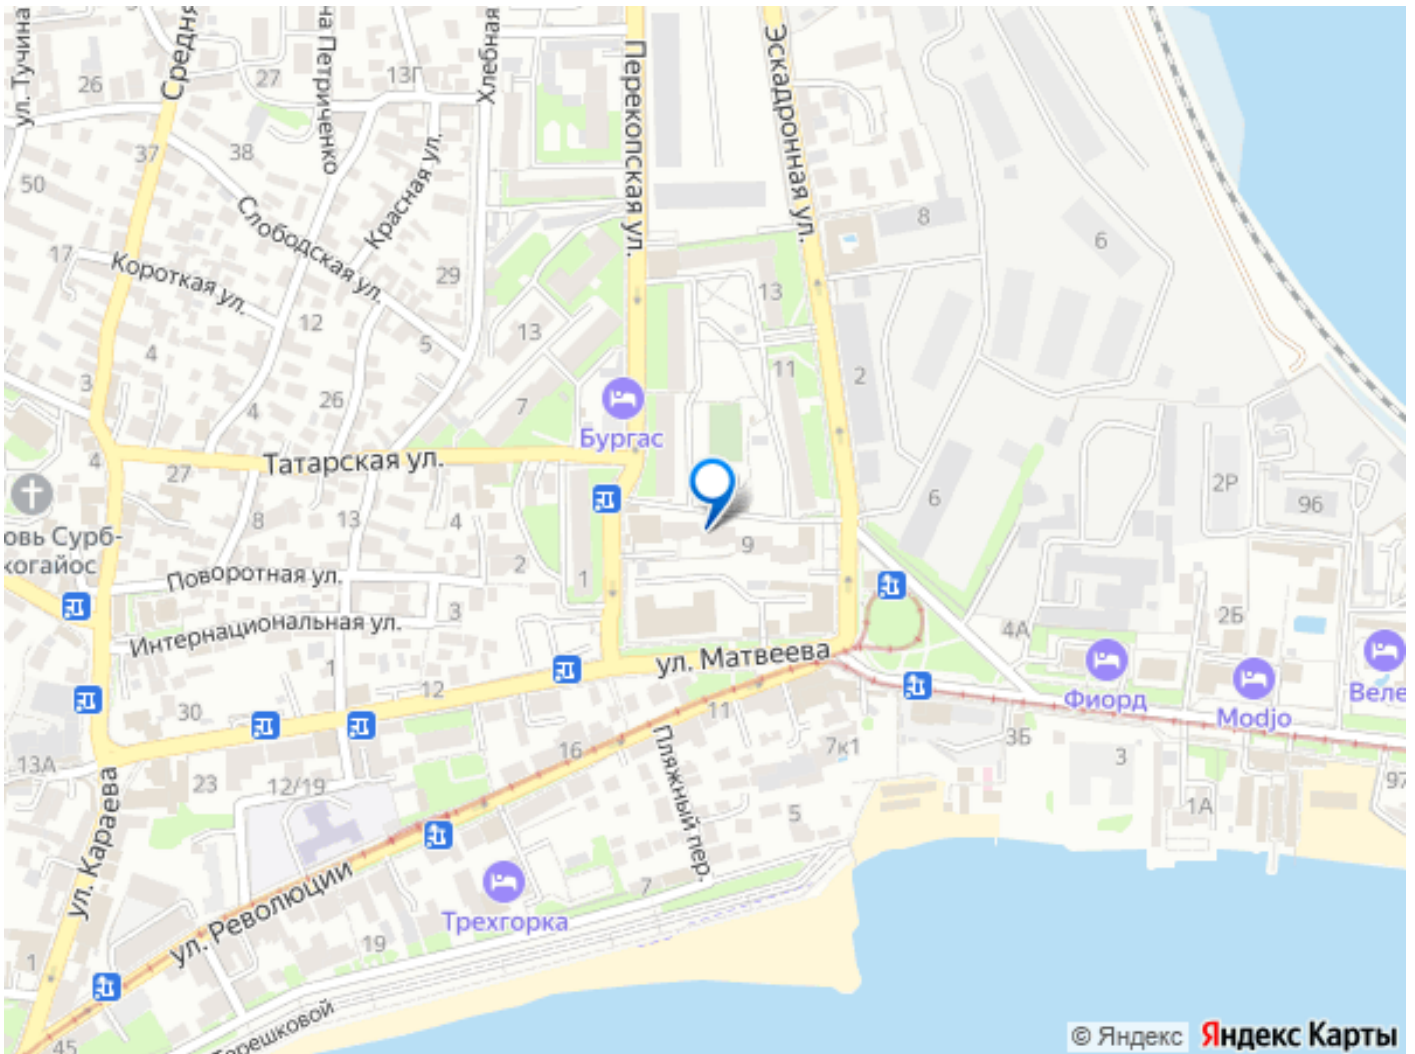 ул. Тучина
26
Средняя
27
на Петриченко
13Г
Хлебная
Перекопская ул.
Эскадронная ул.
37
38
50
Красная ул.
Слободская ул.
8
6
17
Короткая ул.
29
12
13
13
5
4
3
11
2
26
4
7
Бургас
4
27
Татарская ул.
6
2Р
96
8
13
4
овь Сурб-
хогайос
9
2
1
Поворотная ул.
3
Интернациональная ул.
4А
2Б
ул. Матвеева
1
12
Фиорд
Modjo
Веле
30
11
16
7к1
3Б
3
13А
23
12/19
Пляжный пер.
97
1А
5
ул. Караева
ул. Революции
7
Трехгорка
19
1
45
Терешковой
© Яндекс
Яндекс Карты